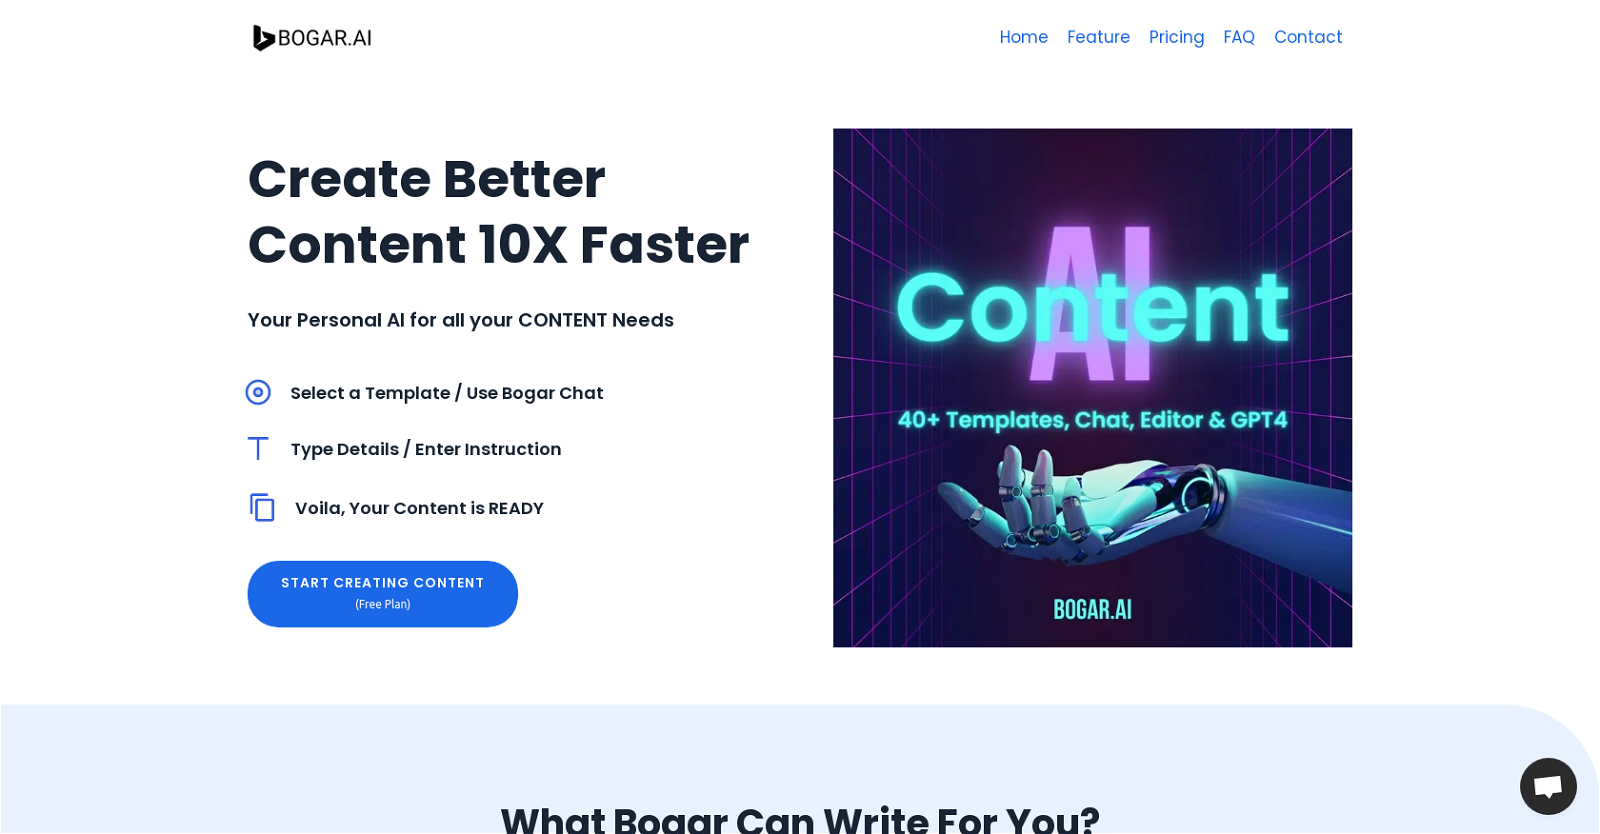 BOGAR.AI
Home Feature Pricing FAQ Contact
Create Better
Content 10X Faster
Your Personal AI for all your CONTENT Needs
Select a Template / Use Bogar Chat
Type Details / Enter Instruction
Voila, Your Content is READY
START CREATING CONTENT
(Free Plan)
AI
Content
40+ Templates, Chat, Editor & GPT4
BOGAR.AI
What Bogar Can Write For You?